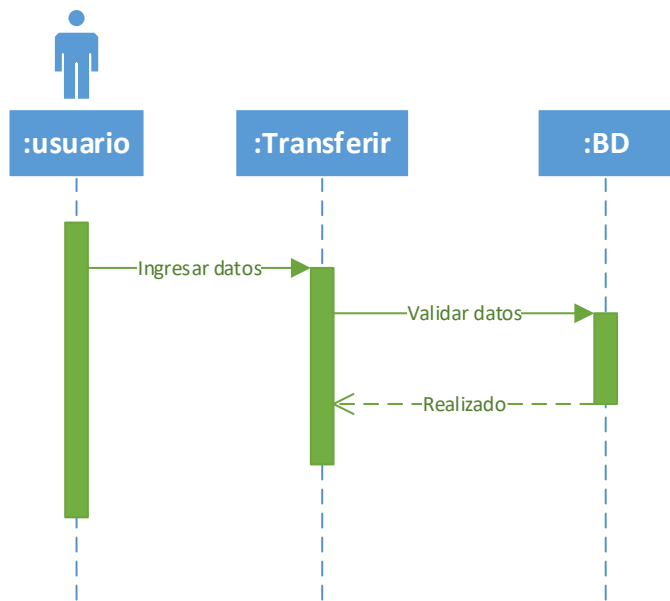 :usuario
:Transferir
:BD
Ingresar datos
Validar datos
Realizado